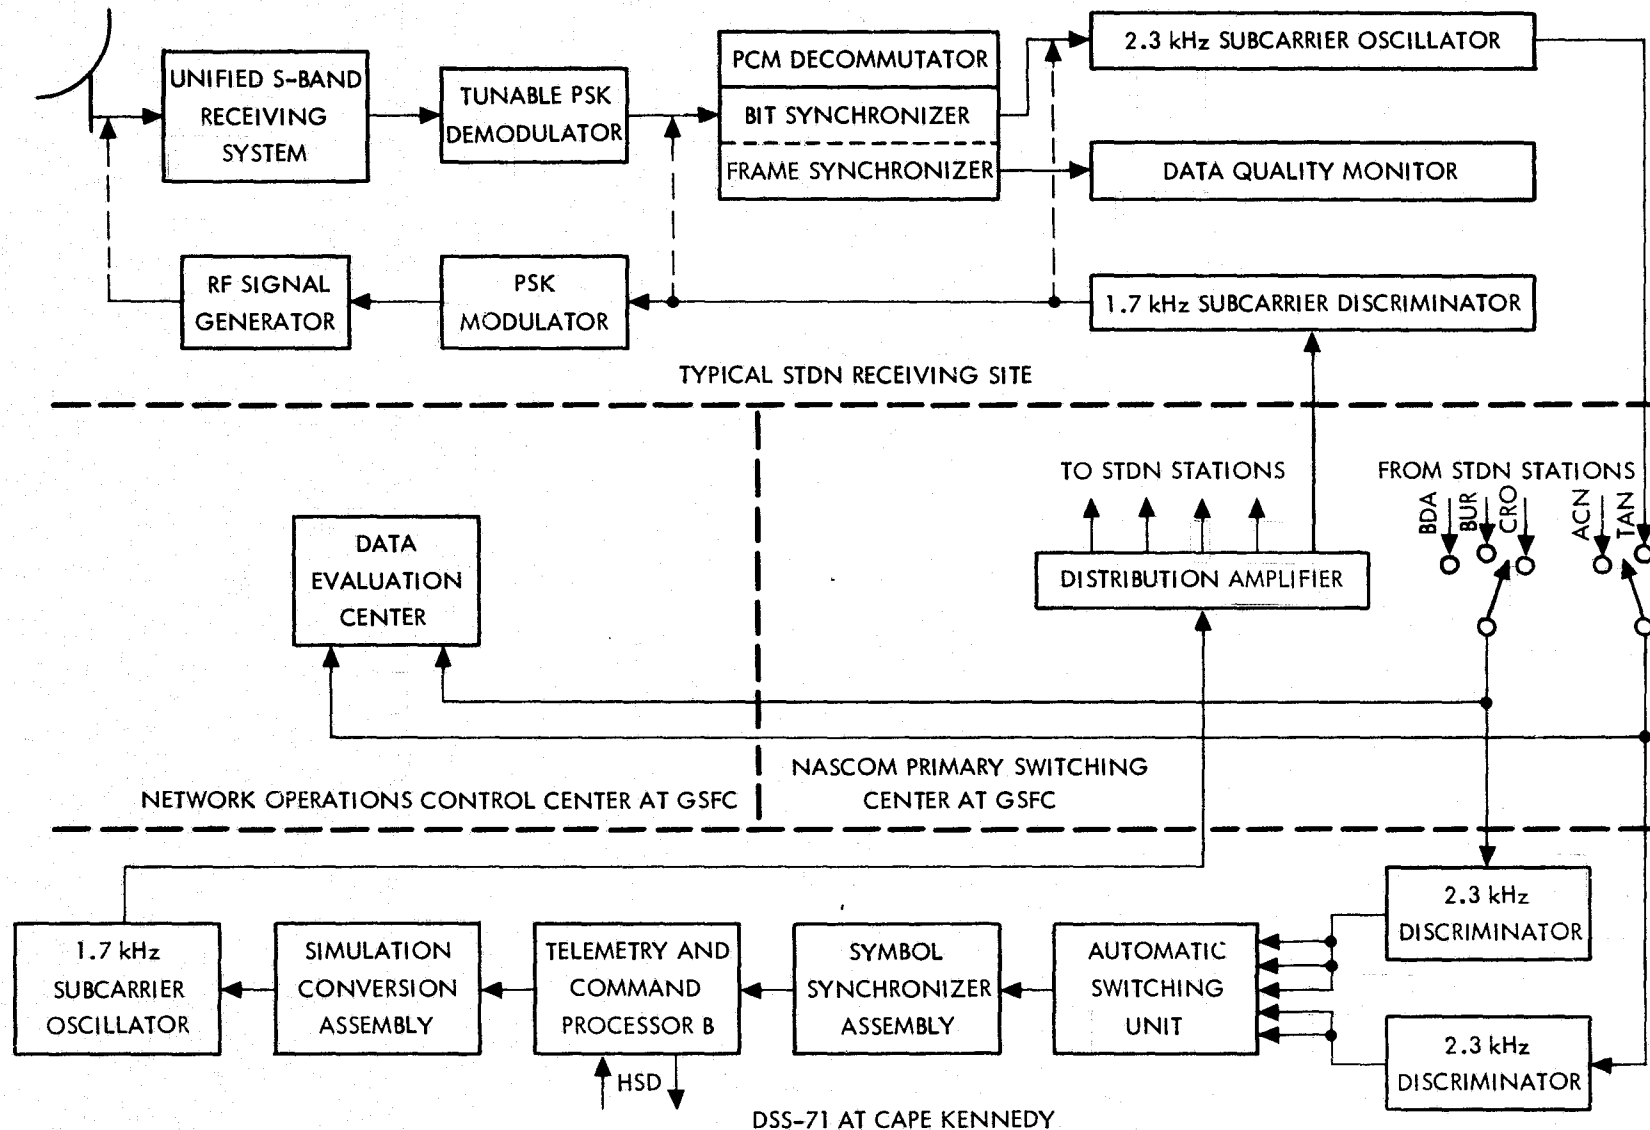 UNIFIED S-BAND
RECEIVING
SYSTEM
TUNABLE PSK
DEMODULATOR
PCM DECOMMUTATOR
BIT SYNCHRONIZER
FRAME SYNCHRONIZER
2.3 kHz SUBCARRIER OSCILLATOR
DATA QUALITY MONITOR
RF SIGNAL
GENERATOR
PSK
MODULATOR
1.7 kHz SUBCARRIER DISCRIMINATOR
TYPICAL STDN RECEIVING SITE
TO STDN STATIONS
FROM STDN STATIONS
BDA
BUR
CRO
ACN
TAN
DATA
EVALUATION
CENTER
DISTRIBUTION AMPLIFIER
NETWORK OPERATIONS CONTROL CENTER AT GSFC
NASCOM PRIMARY SWITCHING
CENTER AT GSFC
1.7 kHz
SUBCARRIER
OSCILLATOR
SIMULATION
CONVERSION
ASSEMBLY
TELEMETRY AND
COMMAND
PROCESSOR B
SYMBOL
SYNCHRONIZER
ASSEMBLY
AUTOMATIC
SWITCHING
UNIT
2.3 kHz
DISCRIMINATOR
2.3 kHz
DISCRIMINATOR
HSD
DSS-71 AT CAPE KENNEDY